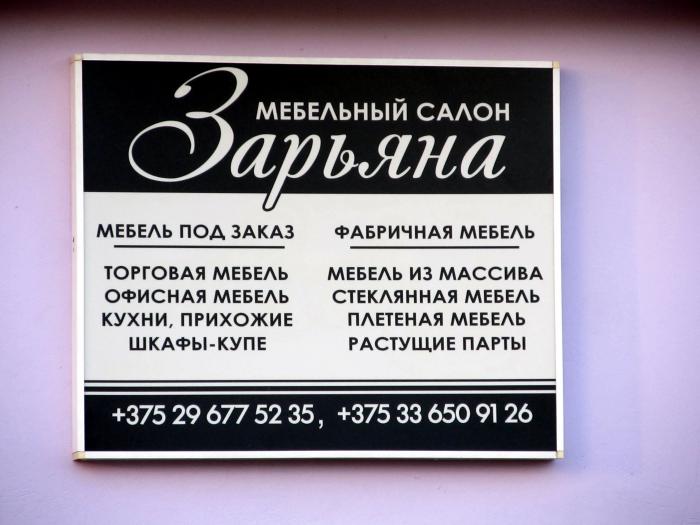 МЕБЕЛЬНЫЙ САЛОН
Зарьяна
МЕБЕЛЬ ПОД ЗАКАЗ
ТОРГОВАЯ МЕБЕЛЬ
ОФИСНАЯ МЕБЕЛЬ
КУХНИ, ПРИХОЖИЕ
ШКАФЫ-КУПЕ
ФАБРИЧНАЯ МЕБЕЛЬ
МЕБЕЛЬ ИЗ МАССИВА
СТЕКЛЯННАЯ МЕБЕЛЬ
ПЛЕТЕНАЯ МЕБЕЛЬ
РАСТУЩИЕ ПАРТЫ
+375 29 677 52 35, +375 33 650 91 26